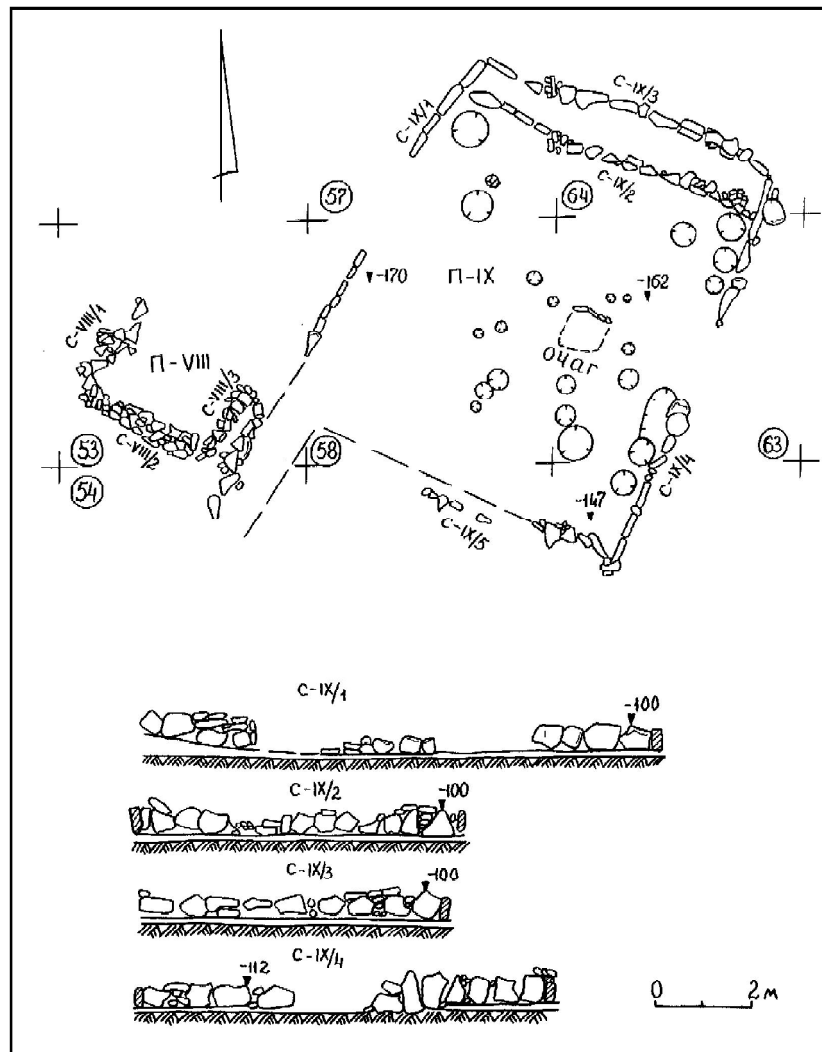 С-IX/1
С-IX/3
С-IX/2
57
64
-170
П-IX
-162
очаг
С-VIII/1
П-VIII
С-VIII/3
С-VIII/2
53
54
58
63
С-IX/4
-147
С-IX/5
С-IX/1
-100
С-IX/2
-100
С-IX/3
-100
С-IX/4
-112
0 2 м